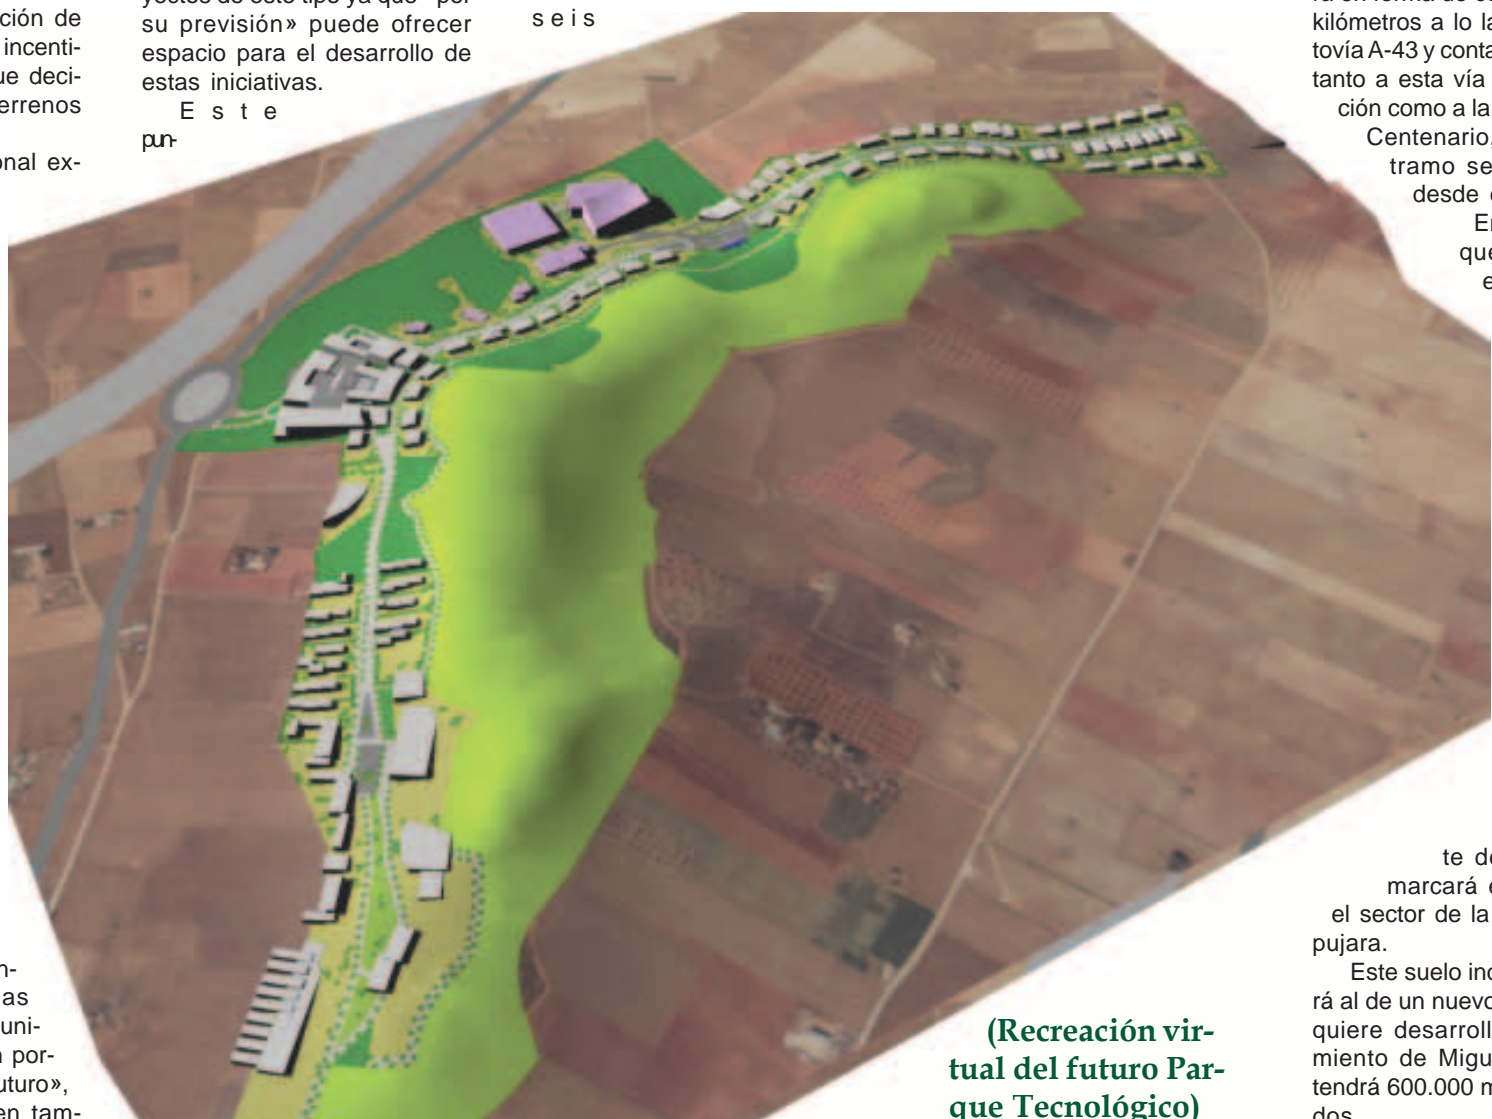 ción de
incenti-
ue deci-
errenos
onal ex-
su previsión» puede ofrecer
espacio para el desarrollo de
estas iniciativas.
E s t e
pun-
s e i s
kilómetros a lo la
tovía A-43 y conta
tanto a esta vía
ción como a la
Centenario,
tramo se
desde
En
que
e
n-
as
uni-
por-
uturo»,
en tam-
te de
marcará e
el sector de la
pujara.
Este suelo inc
rá al de un nuevo
quiere desarroll
miento de Migu
tendrá 600.000 m
dos
(Recreación vir-
tual del futuro Par-
que Tecnológico)